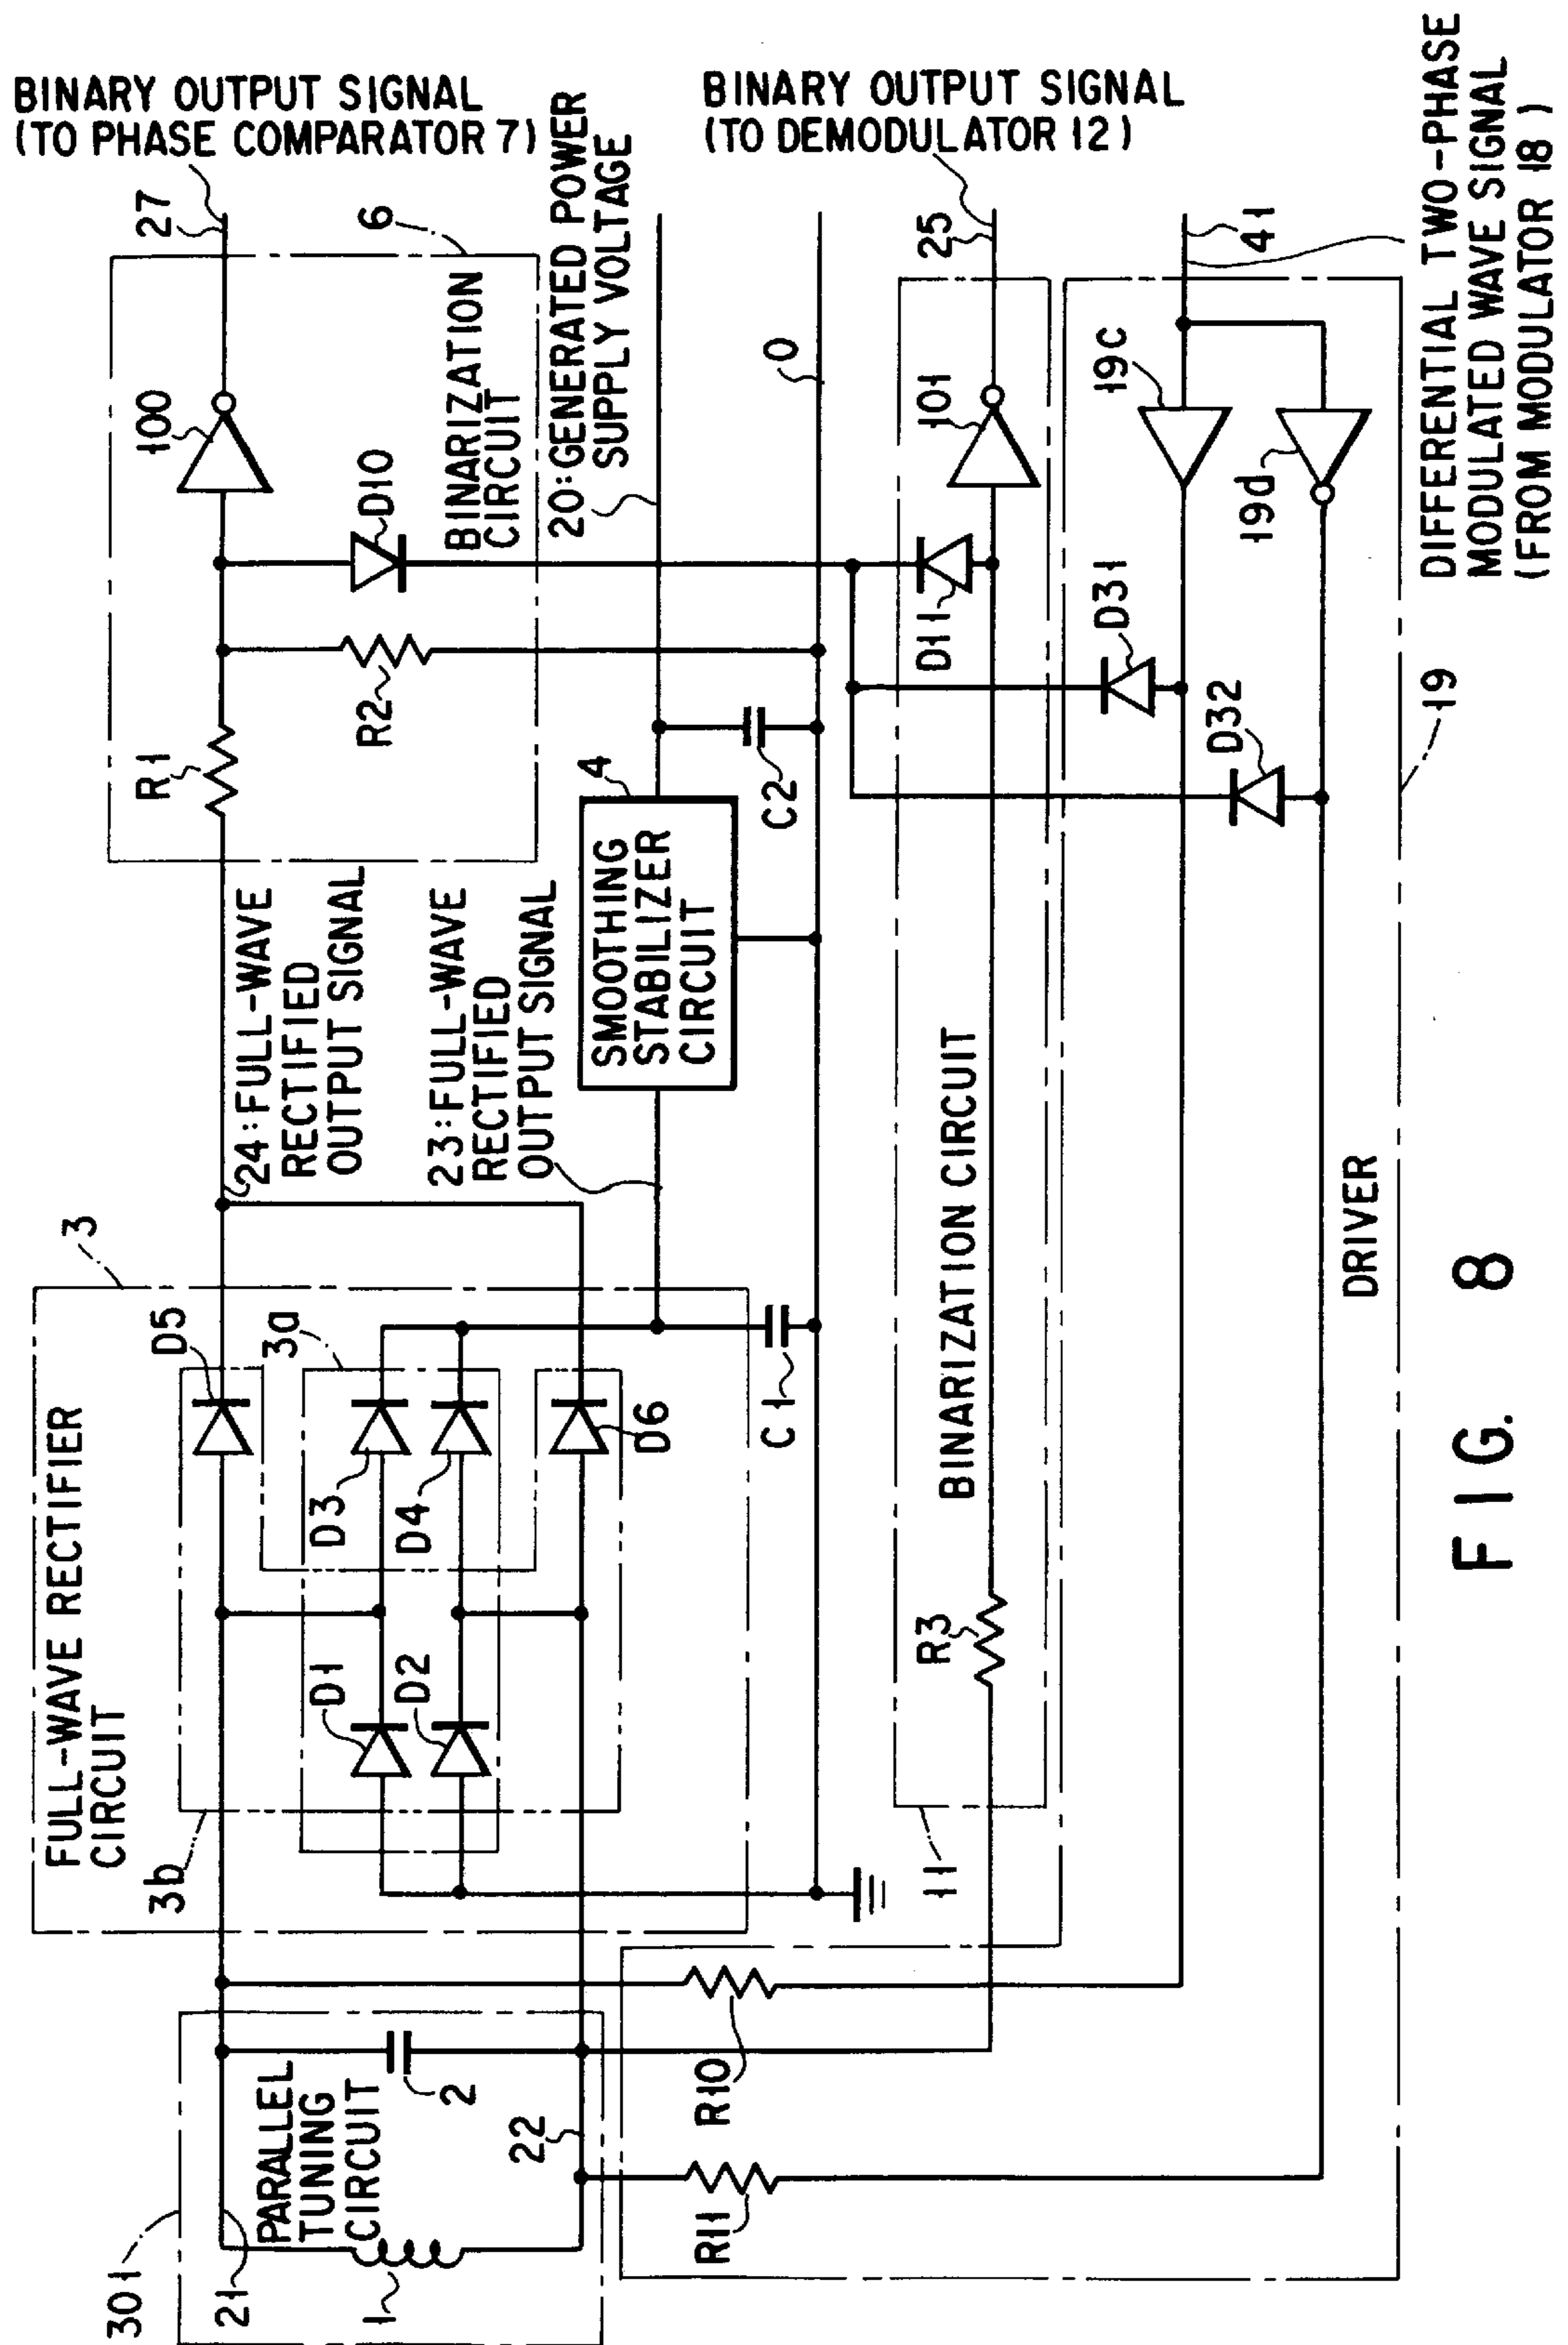 BINARY OUTPUT SIGNAL
(TO PHASE COMPARATOR 7)
BINARY OUTPUT SIGNAL
(TO DEMODULATOR 12)
DIFFERENTIAL TWO-PHASE
MODULATED WAVE SIGNAL
(FROM MODULATOR 18)
27
6
20:GENERATED POWER
SUPPLY VOLTAGE
0
25
41
100
D10
BINARIZATION
CIRCUIT
101
19c
19d
D11
D31
D32
19
R1
R2
4
C2
SMOOTHING
STABILIZER
CIRCUIT
24:FULL-WAVE
RECTIFIED
OUTPUT SIGNAL
23:FULL-WAVE
RECTIFIED
OUTPUT SIGNAL
BINARIZATION CIRCUIT
DRIVER
3
FULL-WAVE RECTIFIER
CIRCUIT
D5
3a
D3
D4
D6
C1
D1
D2
3b
R3
11
PARALLEL
TUNING
CIRCUIT
2
22
R10
R11
301
21
1
FIG. 8